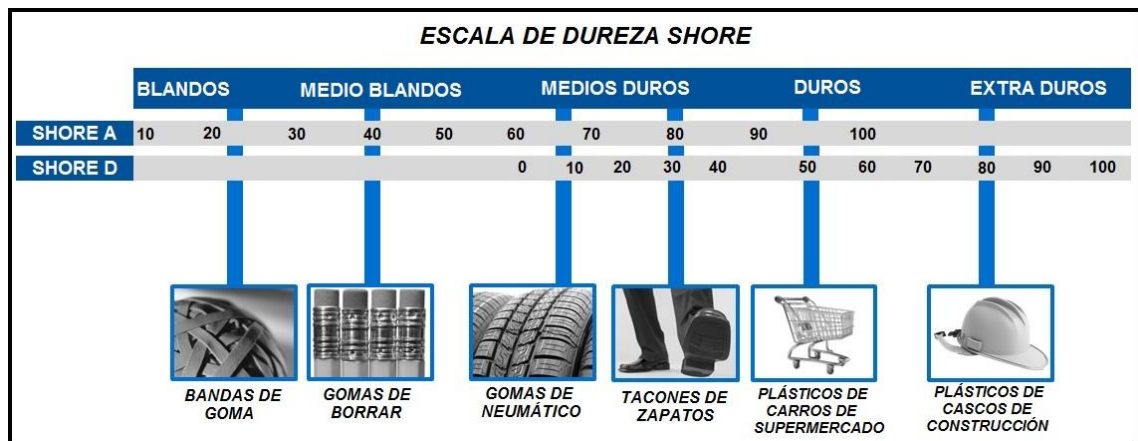 ESCALA DE DUREZA SHORE
BLANDOS MEDIO BLANDOS MEDIOS DUROS DUROS EXTRA DUROS
SHORE A 10 20 30 40 50 60 70 80 90 100
SHORE D 0 10 20 30 40 50 60 70 80 90 100
BANDAS DE
GOMA
GOMAS DE
BORRAR
GOMAS DE
NEUMÁTICO
TACONES DE
ZAPATOS
PLÁSTICOS DE
CARROS DE
SUPERMERCADO
PLÁSTICOS DE
CASCOS DE
CONSTRUCCIÓN